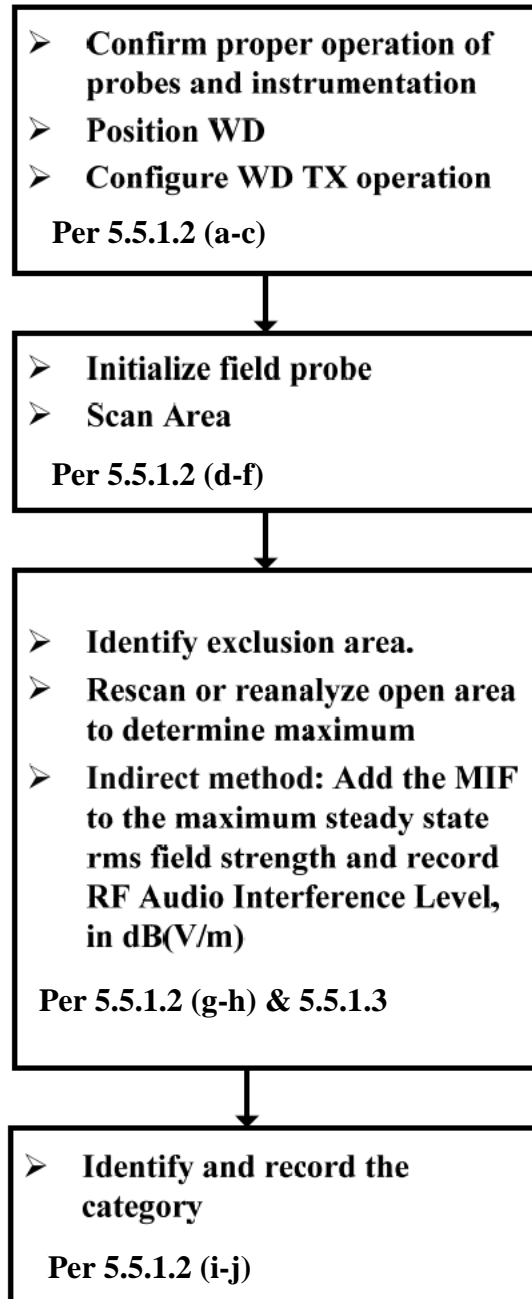 ➢ Confirm proper operation of
probes and instrumentation
➢ Position WD
➢ Configure WD TX operation
Per 5.5.1.2 (a-c)
➢ Initialize field probe
➢ Scan Area
Per 5.5.1.2 (d-f)
➢ Identify exclusion area.
➢ Rescan or reanalyze open area
to determine maximum
➢ Indirect method: Add the MIF
to the maximum steady state
rms field strength and record
RF Audio Interference Level,
in dB(V/m)
Per 5.5.1.2 (g-h) & 5.5.1.3
➢ Identify and record the
category
Per 5.5.1.2 (i-j)